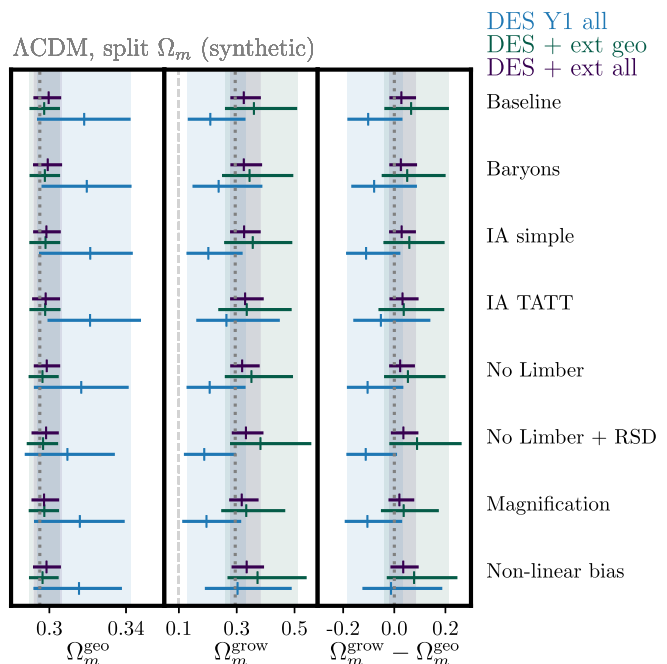 DES Y1 all
DES + ext geo
DES + ext all
ΛCDM, split Ωₘ (synthetic)
Baseline
Baryons
IA simple
IA TATT
No Limber
No Limber + RSD
Magnification
Non-linear bias
0.3 0.34 0.1 0.3 0.5 -0.2 0.0 0.2
Ωₘ^geo Ωₘ^grow Ωₘ^grow − Ωₘ^geo